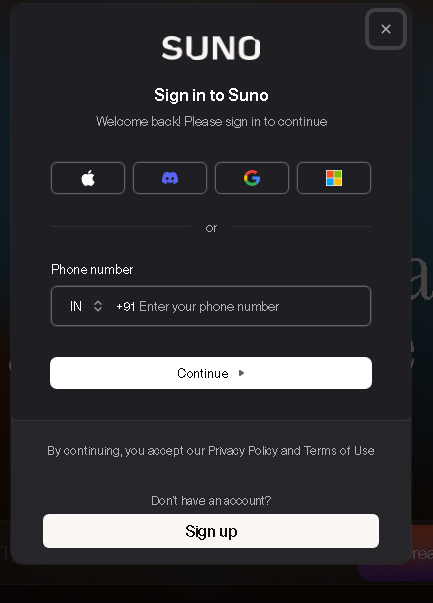 SUNO
Sign in to Suno
Welcome back! Please sign in to continue
or
Phone number
IN +91 Enter your phone number
Continue
By continuing, you accept our Privacy Policy and Terms of Use
Don't have an account?
Sign up